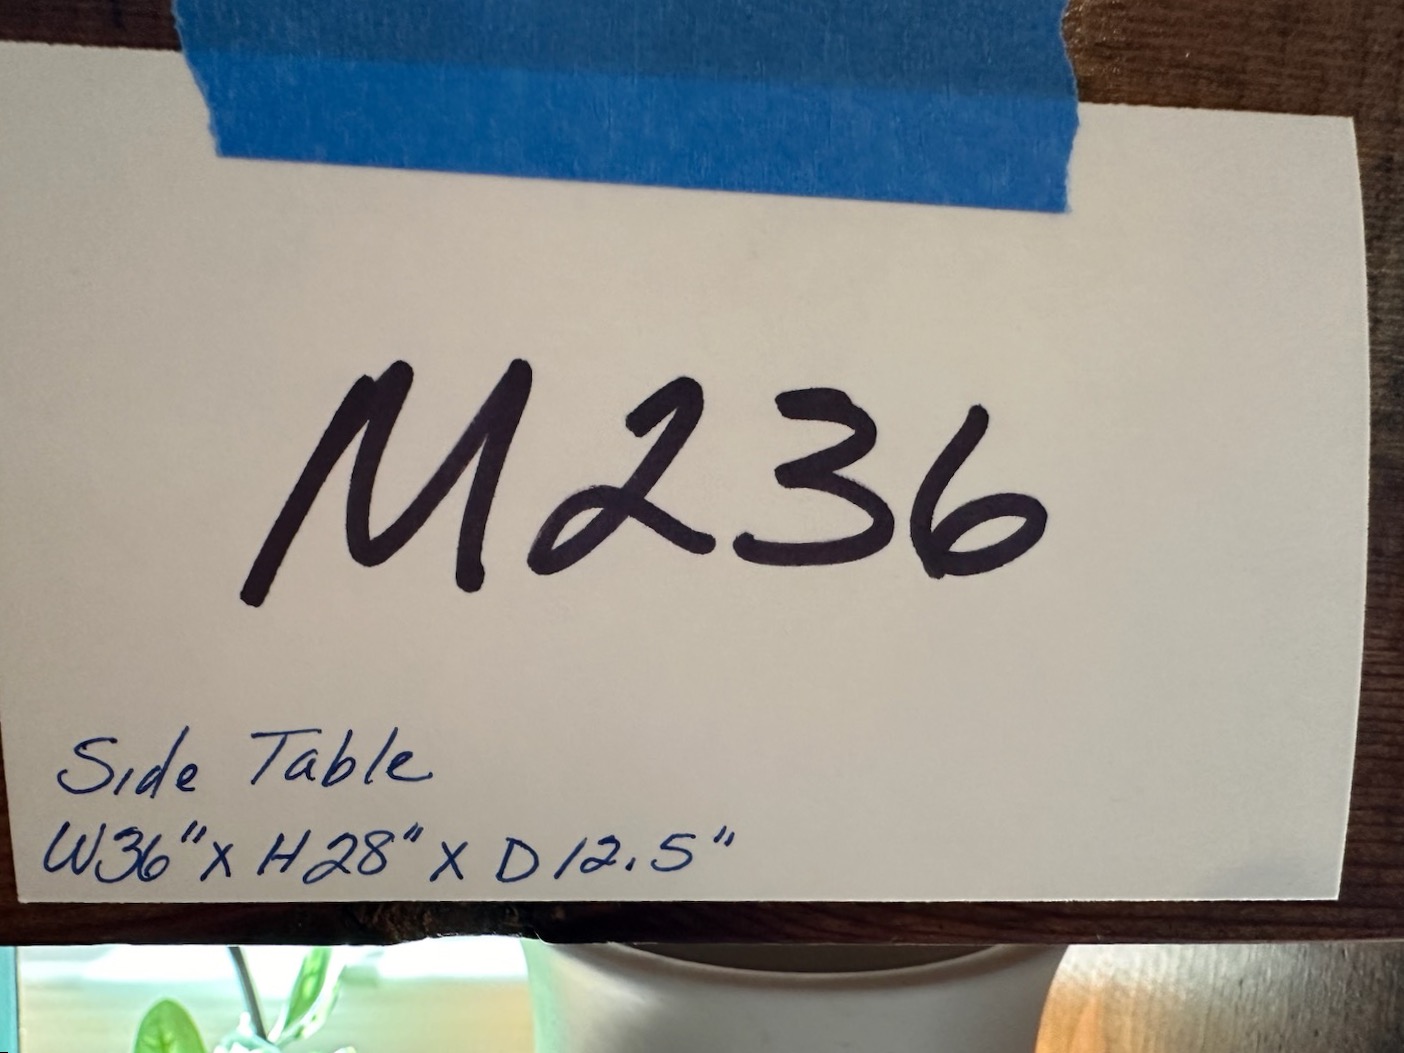 M236
Side Table
W36" x H28" x D12.5"